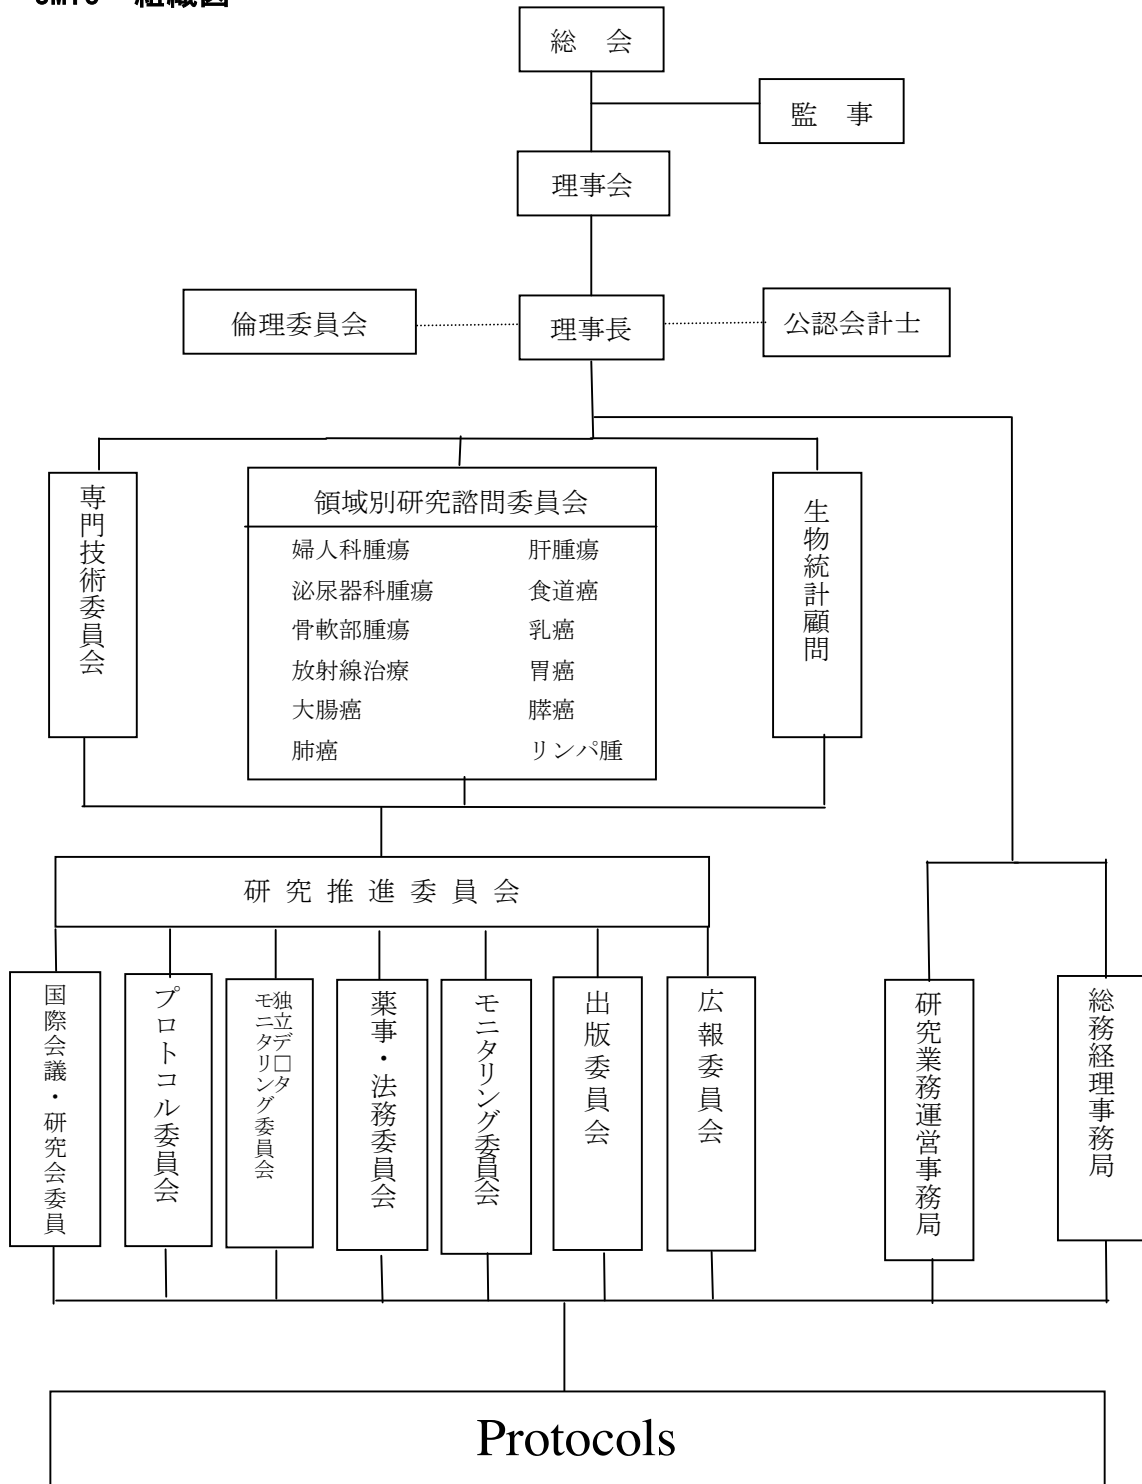 組織図
総 会
監 事
理事会
倫理委員会
理事長
公認会計士
専門技術委員会
領域別研究諮問委員会
婦人科腫瘍
肝腫瘍
泌尿器科腫瘍
食道癌
骨軟部腫瘍
乳癌
放射線治療
胃癌
大腸癌
膵癌
肺癌
リンパ腫
生物統計顧問
研究推進委員会
国際会議・研究会委員
プロトコル委員会
独立デ□タ
モニタリング委員会
薬事・法務委員会
モニタリング委員会
出版委員会
広報委員会
研究業務運営事務局
総務経理事務局
Protocols